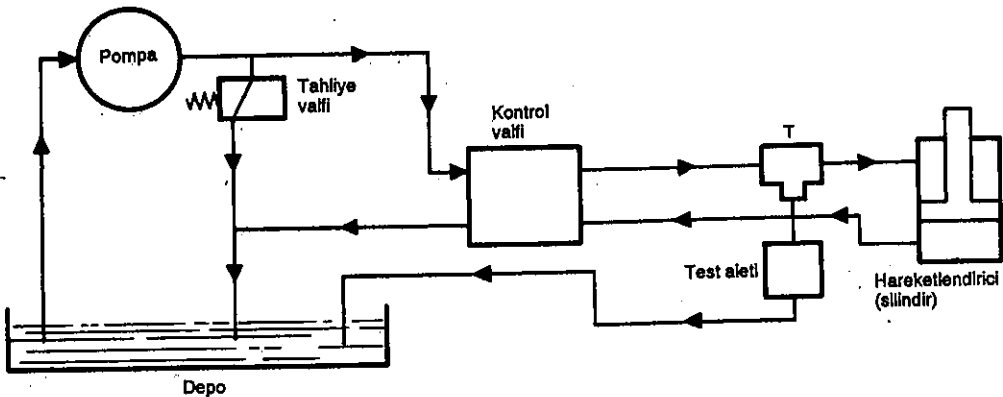 Pompa
Tahliye
valfi
Kontrol
valfi
T
Test aleti
Hareketlendirici
(silindir)
Depo